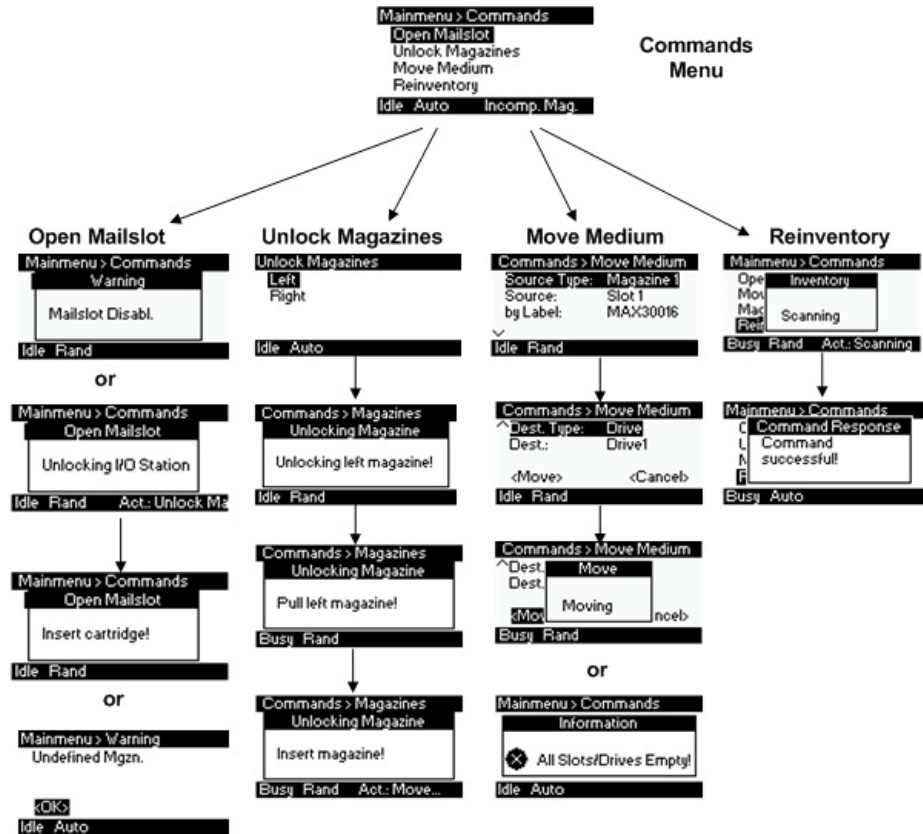 Mainmenu > Commands
Open Mailslot
Unlock Magazines
Move Medium
Reinventory
Idle Auto Incomp. Mag.
Commands
Menu
Open Mailslot
Mainmenu > Commands
Warning
Mailslot Disabl.
Idle Rand
or
Mainmenu > Commands
Open Mailslot
Unlocking I/O Station
Idle Rand Act.: Unlock Ma
Mainmenu > Commands
Open Mailslot
Insert cartridge!
Idle Rand
or
Mainmenu > Warning
Undefined Mgzn.
<OK>
Idle Auto
Unlock Magazines
Unlock Magazines
Left
Right
Idle Auto
Commands > Magazines
Unlocking Magazine
Unlocking left magazine!
Idle Rand
Commands > Magazines
Unlocking Magazine
Pull left magazine!
Busy Rand
Commands > Magazines
Unlocking Magazine
Insert magazine!
Busy Rand Act.: Move...
Move Medium
Commands > Move Medium
Source Type: Magazine 1
Source: Slot 1
by Label: MAX30016
Idle Rand
Commands > Move Medium
Dest. Type: Drive
Dest.: Drive1
<Move> <Cancel>
Idle Rand
Commands > Move Medium
Dest. Move
Dest.
Moving
<Mov ncel>
Busy Rand
or
Mainmenu > Commands
Information
All Slots/Drives Empty!
Idle Auto
Reinventory
Mainmenu > Commands
Ope Inventory
Mov
Mag Scanning
Rein
Busy Rand Act.: Scanning
Mainmenu > Commands
Command Response
Command
successful!
Busy Auto